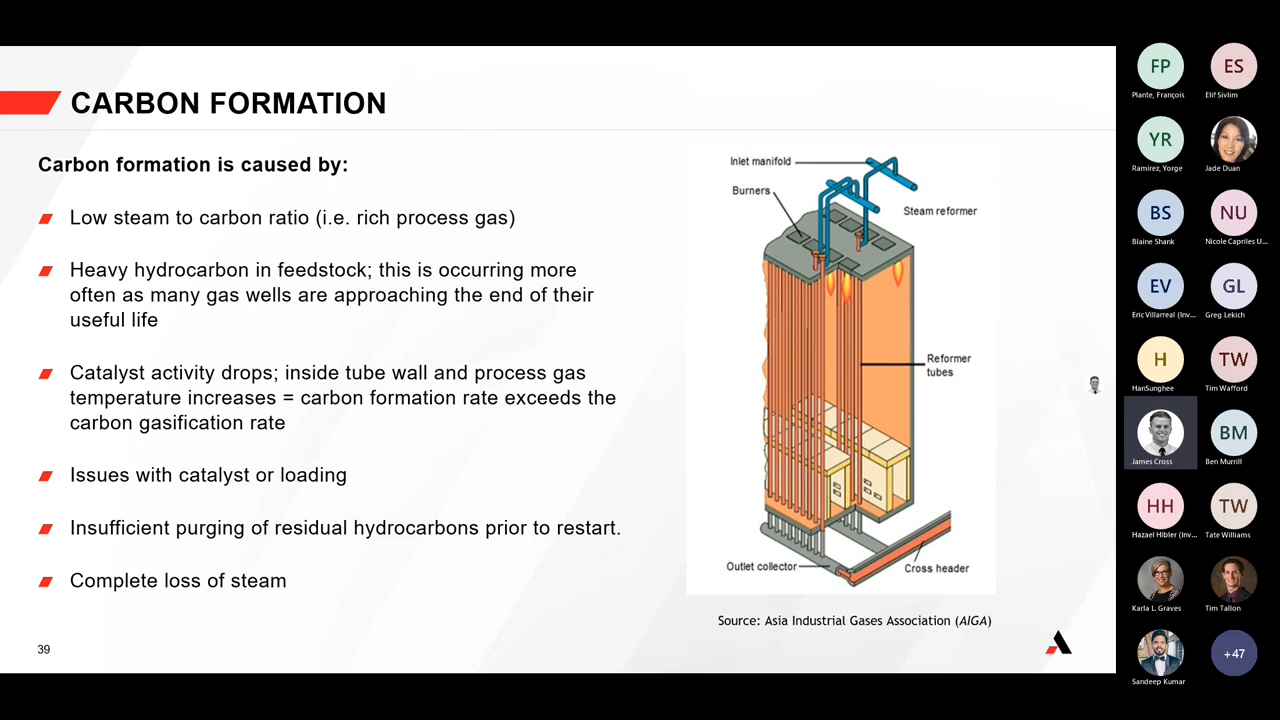 CARBON FORMATION
Carbon formation is caused by:
Low steam to carbon ratio (i.e. rich process gas)
Heavy hydrocarbon in feedstock; this is occurring more
often as many gas wells are approaching the end of their
useful life
Catalyst activity drops; inside tube wall and process gas
temperature increases = carbon formation rate exceeds the
carbon gasification rate
Issues with catalyst or loading
Insufficient purging of residual hydrocarbons prior to restart.
Complete loss of steam
39
Inlet manifold
Burners
Steam reformer
Reformer
tubes
Outlet collector
Cross header
Source: Asia Industrial Gases Association (AIGA)
FP
Plante, François
ES
Elif Sivlim
YR
Ramirez, Yorge
Jade Duan
BS
Blaine Shank
NU
Nicole Capriles U...
EV
Eric Villarreal (Inv...
GL
Greg Lekich
H
HanSunghee
TW
Tim Wafford
James Cross
BM
Ben Murrill
HH
Hazael Hibler (Inv...
TW
Tate Williams
Karla L. Graves
Tim Tallon
Sandeep Kumar
+47